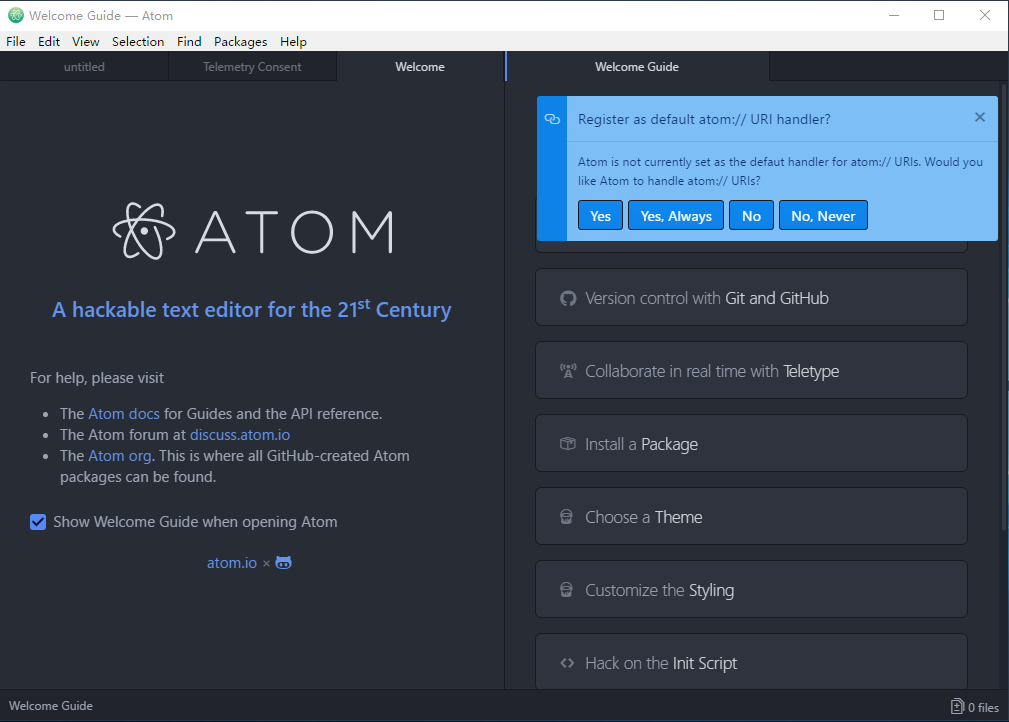 Welcome Guide — Atom
File Edit View Selection Find Packages Help
untitled
Telemetry Consent
Welcome
Welcome Guide
ATOM
A hackable text editor for the 21st Century
For help, please visit
The Atom docs for Guides and the API reference.
The Atom forum at discuss.atom.io
The Atom org. This is where all GitHub-created Atom
packages can be found.
Show Welcome Guide when opening Atom
atom.io ×
Register as default atom:// URI handler?
Atom is not currently set as the defaut handler for atom:// URIs. Would you
like Atom to handle atom:// URIs?
Yes
Yes, Always
No
No, Never
Version control with Git and GitHub
Collaborate in real time with Teletype
Install a Package
Choose a Theme
Customize the Styling
Hack on the Init Script
Welcome Guide
0 files